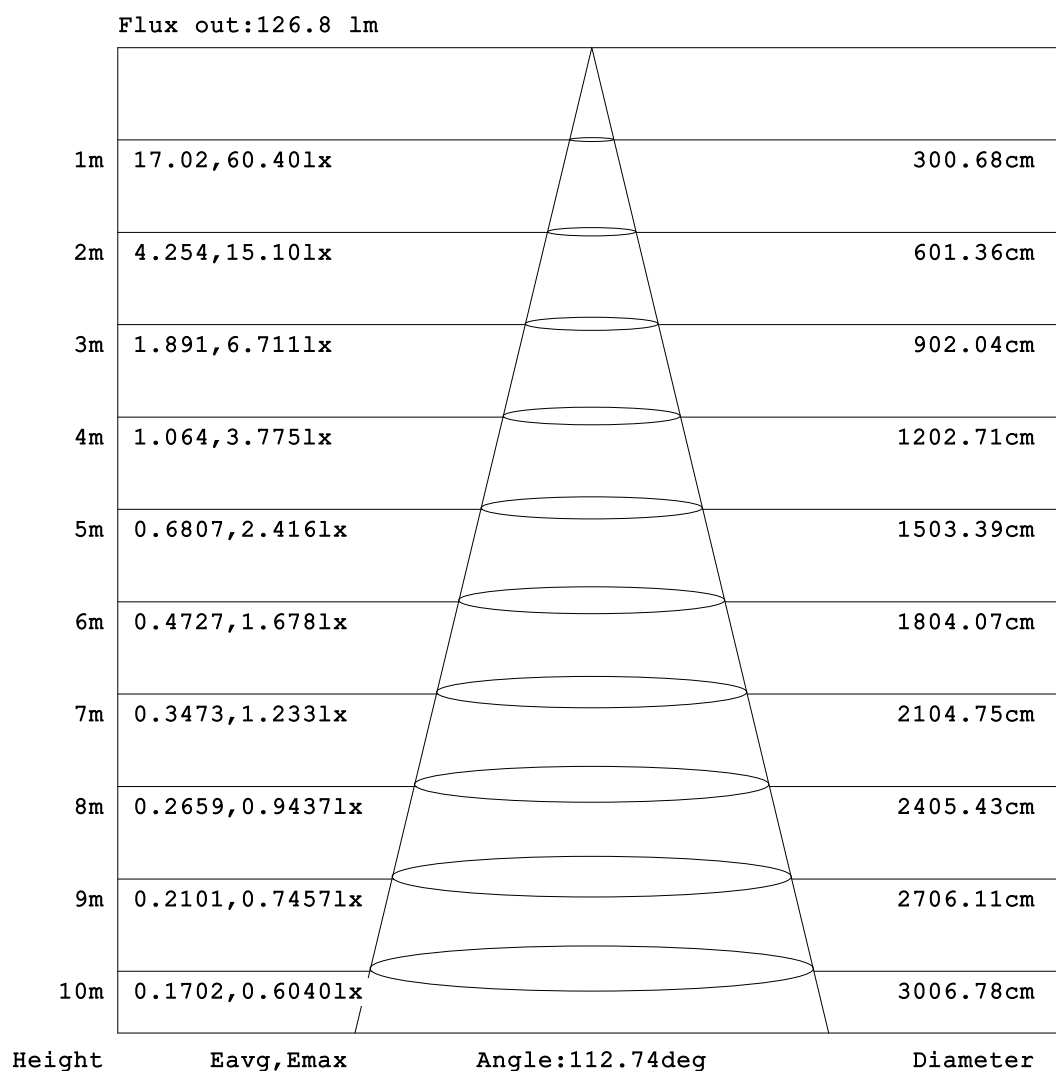 Flux out:126.8 lm
1m 17.02,60.40lx 300.68cm
2m 4.254,15.10lx 601.36cm
3m 1.891,6.711lx 902.04cm
4m 1.064,3.775lx 1202.71cm
5m 0.6807,2.416lx 1503.39cm
6m 0.4727,1.678lx 1804.07cm
7m 0.3473,1.233lx 2104.75cm
8m 0.2659,0.9437lx 2405.43cm
9m 0.2101,0.7457lx 2706.11cm
10m 0.1702,0.6040lx 3006.78cm
Height Eavg,Emax Angle:112.74deg Diameter